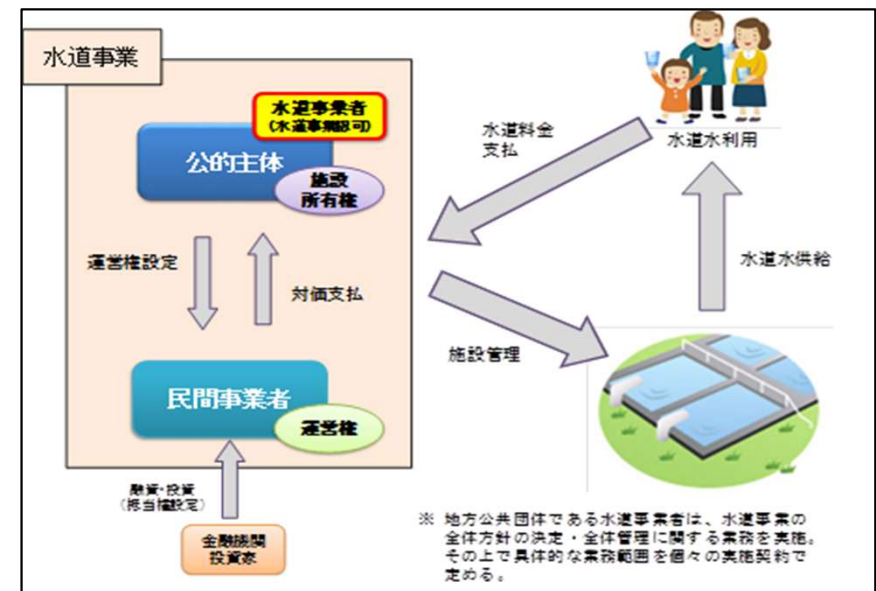 水道事業
水道事業者
(水道事業認可)
公的主体
施設
所有権
運営権設定
対価支払
民間事業者
運営権
融資・投資
(抵当権設定)
金融機関
投資家
水道料金
支払
水道水利用
水道水供給
施設管理
※ 地方公共団体である水道事業者は、水道事業の
全体方針の決定・全体管理に関する業務を実施。
その上で具体的な業務範囲を個々の実施契約で
定める。